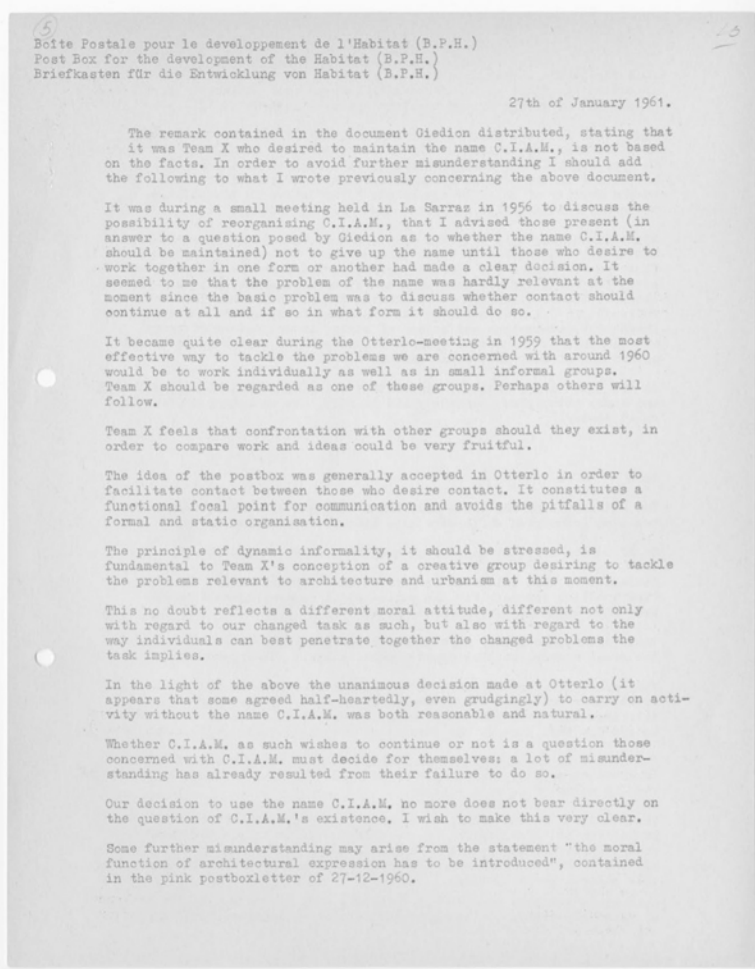 5
Boîte Postale pour le developpement de l'Habitat (B.P.H.)
Post Box for the development of the Habitat (B.P.H.)
Briefkasten für die Entwicklung von Habitat (B.P.H.)
27th of January 1961.
The remark contained in the document Giedion distributed, stating that
it was Team X who desired to maintain the name C.I.A.M., is not based
on the facts. In order to avoid further misunderstanding I should add
the following to what I wrote previously concerning the above document.
It was during a small meeting held in La Sarraz in 1956 to discuss the
possibility of reorganising C.I.A.M., that I advised those present (in
answer to a question posed by Giedion as to whether the name C.I.A.M.
should be maintained) not to give up the name until those who desire to
work together in one form or another had made a clear decision. It
seemed to me that the problem of the name was hardly relevant at the
moment since the basic problem was to discuss whether contact should
continue at all and if so in what form it should do so.
It became quite clear during the Otterlo-meeting in 1959 that the most
effective way to tackle the problems we are concerned with around 1960
would be to work individually as well as in small informal groups.
Team X should be regarded as one of these groups. Perhaps others will
follow.
Team X feels that confrontation with other groups should they exist, in
order to compare work and ideas could be very fruitful.
The idea of the postbox was generally accepted in Otterlo in order to
facilitate contact between those who desire contact. It constitutes a
functional focal point for communication and avoids the pitfalls of a
formal and static organisation.
The principle of dynamic informality, it should be stressed, is
fundamental to Team X's conception of a creative group desiring to tackle
the problems relevant to architecture and urbanism at this moment.
This no doubt reflects a different moral attitude, different not only
with regard to our changed task as such, but also with regard to the
way individuals can best penetrate together the changed problems the
task implies.
In the light of the above the unanimous decision made at Otterlo (it
appears that some agreed half-heartedly, even grudgingly) to carry on acti-
vity without the name C.I.A.M. was both reasonable and natural.
Whether C.I.A.M. as such wishes to continue or not is a question those
concerned with C.I.A.M. must decide for themselves; a lot of misunder-
standing has already resulted from their failure to do so.
Our decision to use the name C.I.A.M. no more does not bear directly on
the question of C.I.A.M.'s existence. I wish to make this very clear.
Some further misunderstanding may arise from the statement "the moral
function of architectural expression has to be introduced", contained
in the pink postboxletter of 27-12-1960.